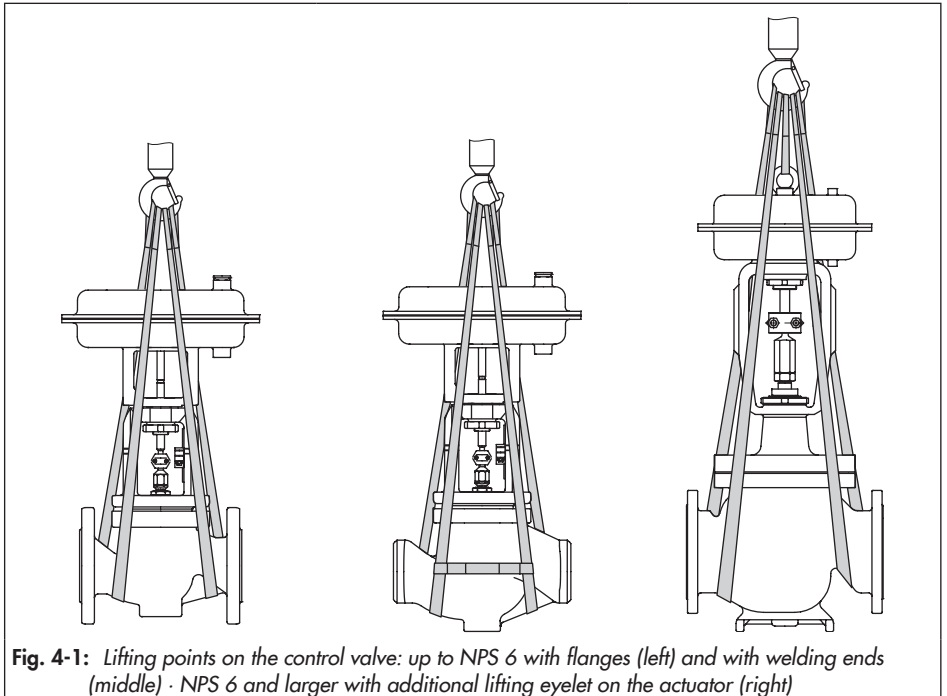 Fig. 4-1: Lifting points on the control valve: up to NPS 6 with flanges (left) and with welding ends
(middle) · NPS 6 and larger with additional lifting eyelet on the actuator (right)